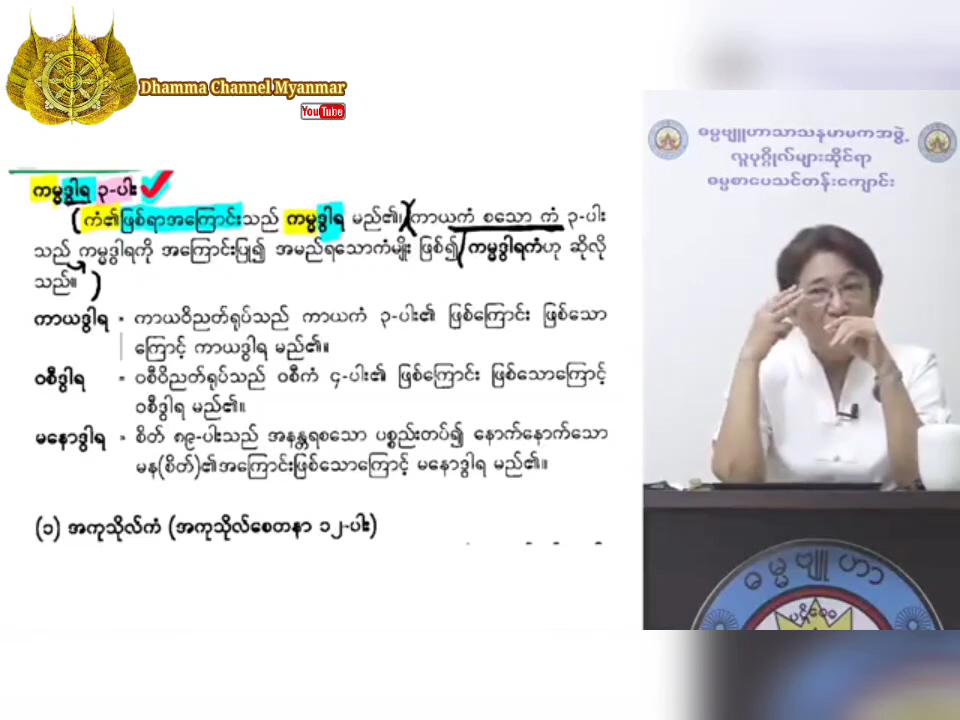 Dhamma Channel Myanmar
YouTube
ကမ္မဒွါရ ၃-ပါး
ကံ၏ဖြစ်ရာအကြောင်းသည် ကမ္မဒွါရ မည်၏၊ ကာယကံ စသော ကံ ၃-ပါး
သည် ကမ္မဒွါရကို အကြောင်းပြု၍ အမည်ရသောကံမျိုး ဖြစ်၍ ကမ္မဒွါရကံဟု ဆိုလို
သည်။
ကာယဒွါရ - ကာယဝိညတ်ရုပ်သည် ကာယကံ ၃-ပါး၏ ဖြစ်ကြောင်း ဖြစ်သော
ကြောင့် ကာယဒွါရ မည်၏။
ဝစီဒွါရ - ဝစီဝိညတ်ရုပ်သည် ဝစီကံ ၄-ပါး၏ ဖြစ်ကြောင်း ဖြစ်သောကြောင့်
ဝစီဒွါရ မည်၏။
မနောဒွါရ - စိတ် ၈၉-ပါးသည် အနန္တရစသော ပစ္စည်းတပ်၍ နောက်နောက်သော
မန(စိတ်)၏အကြောင်းဖြစ်သောကြောင့် မနောဒွါရ မည်၏။
(၁) အကုသိုလ်ကံ (အကုသိုလ်စေတနာ ၁၂-ပါး)
ဓမ္မဗျူဟာသာသနာမာမကအဖွဲ့
လူပုဂ္ဂိုလ်များဆိုင်ရာ
ဓမ္မစာပေသင်တန်းကျောင်း
ဓမ္မဗျူဟာ